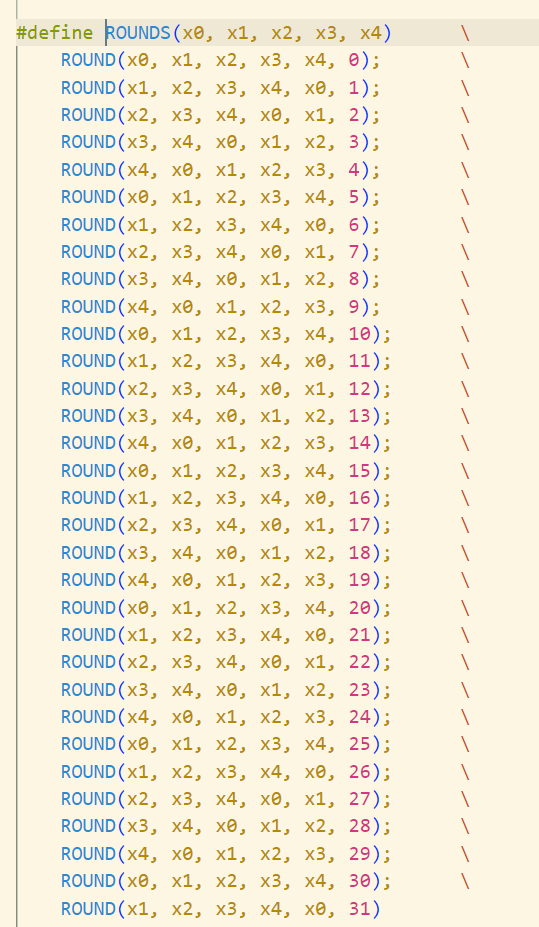 #define ROUNDS(x0, x1, x2, x3, x4) \
ROUND(x0, x1, x2, x3, x4, 0); \
ROUND(x1, x2, x3, x4, x0, 1); \
ROUND(x2, x3, x4, x0, x1, 2); \
ROUND(x3, x4, x0, x1, x2, 3); \
ROUND(x4, x0, x1, x2, x3, 4); \
ROUND(x0, x1, x2, x3, x4, 5); \
ROUND(x1, x2, x3, x4, x0, 6); \
ROUND(x2, x3, x4, x0, x1, 7); \
ROUND(x3, x4, x0, x1, x2, 8); \
ROUND(x4, x0, x1, x2, x3, 9); \
ROUND(x0, x1, x2, x3, x4, 10); \
ROUND(x1, x2, x3, x4, x0, 11); \
ROUND(x2, x3, x4, x0, x1, 12); \
ROUND(x3, x4, x0, x1, x2, 13); \
ROUND(x4, x0, x1, x2, x3, 14); \
ROUND(x0, x1, x2, x3, x4, 15); \
ROUND(x1, x2, x3, x4, x0, 16); \
ROUND(x2, x3, x4, x0, x1, 17); \
ROUND(x3, x4, x0, x1, x2, 18); \
ROUND(x4, x0, x1, x2, x3, 19); \
ROUND(x0, x1, x2, x3, x4, 20); \
ROUND(x1, x2, x3, x4, x0, 21); \
ROUND(x2, x3, x4, x0, x1, 22); \
ROUND(x3, x4, x0, x1, x2, 23); \
ROUND(x4, x0, x1, x2, x3, 24); \
ROUND(x0, x1, x2, x3, x4, 25); \
ROUND(x1, x2, x3, x4, x0, 26); \
ROUND(x2, x3, x4, x0, x1, 27); \
ROUND(x3, x4, x0, x1, x2, 28); \
ROUND(x4, x0, x1, x2, x3, 29); \
ROUND(x0, x1, x2, x3, x4, 30); \
ROUND(x1, x2, x3, x4, x0, 31)